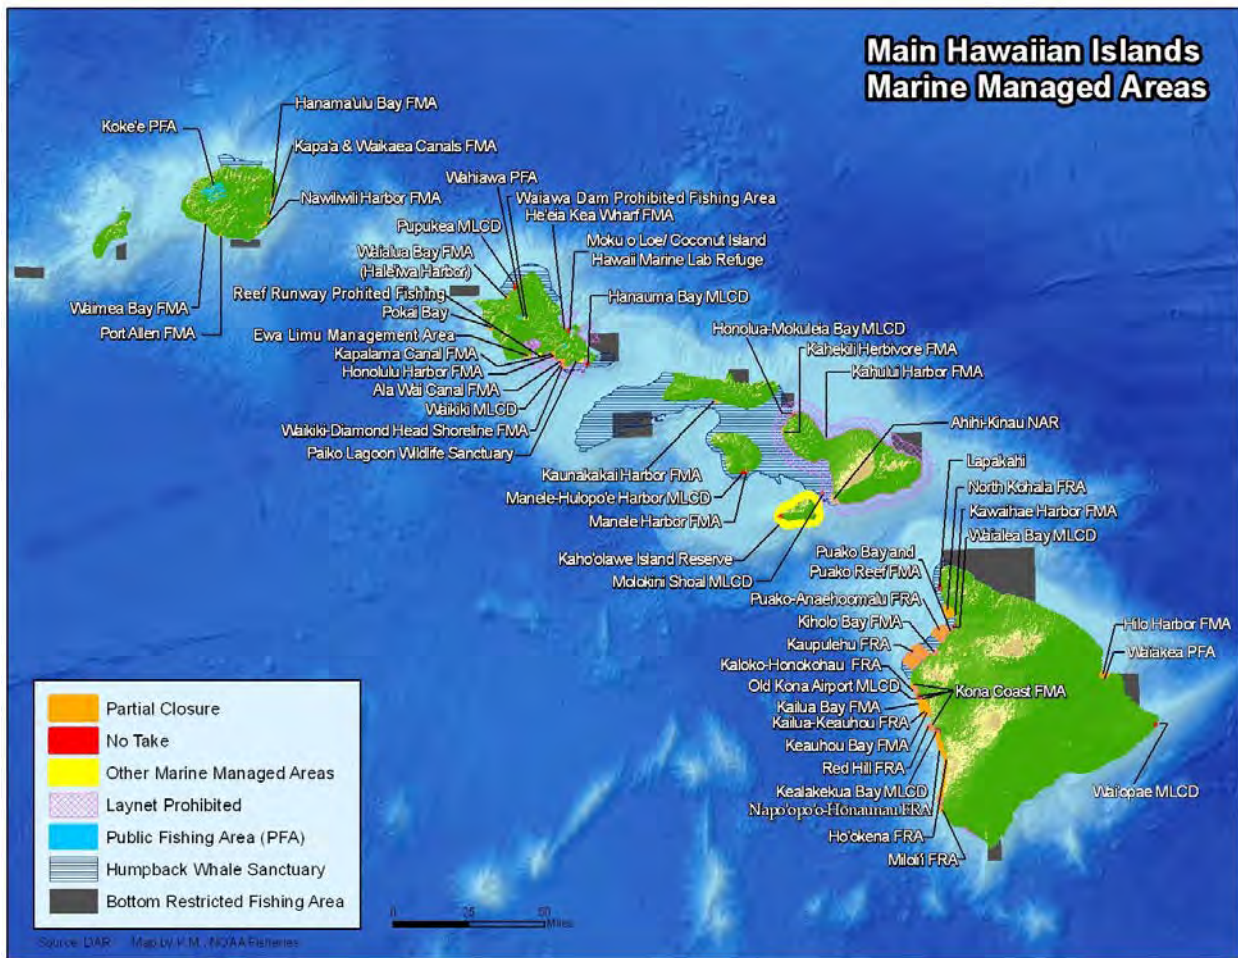 Main Hawaiian Islands
Marine Managed Areas
Hanama'ulu Bay FMA
Koke'e PFA
Kapa'a & Waikaea Canals FMA
Nawiliwili Harbor FMA
Waimea Bay FMA
Port Allen FMA
Wahiawa PFA
Waiawa Dam Prohibited Fishing Area
He'eia Kea Wharf FMA
Pupukea MLCD
Moku o Loe/ Coconut Island
Hawaii Marine Lab Refuge
Waialua Bay FMA
(Hale'iwa Harbor)
Reef Runway Prohited Fishing
Pokai Bay
Hanauma Bay MLCD
Ewa Limu Management Area
Kapalama Canal FMA
Honolulu Harbor FMA
Ala Wai Canal FMA
Waikiki MLCD
Waikiki-Diamond Head Shoreline FMA
Paiko Lagoon Wildlife Sanctuary
Honolua-Mokuleia Bay MLCD
Kahekili Herbivore FMA
Kahului Harbor FMA
Ahihi-Kinau NAR
Kaunakakai Harbor FMA
Manele-Hulopo'e Harbor MLCD
Manele Harbor FMA
Kaho'olawe Island Reserve
Molokini Shoal MLCD
Lapakahi
North Kohala FRA
Kawaihae Harbor FMA
Waialea Bay MLCD
Puako Bay and
Puako Reef FMA
Puako-Anaehoomalu FRA
Kiholo Bay FMA
Kaupulehu FRA
Kaloko-Honokohau FRA
Old Kona Airport MLCD
Kona Coast FMA
Kailua Bay FMA
Kailua-Keauhou FRA
Keauhou Bay FMA
Red Hill FRA
Kealakekua Bay MLCD
Napo'opo'o-Honaunau FRA
Ho'okena FRA
Miloli'i FRA
Hilo Harbor FMA
Waiakea PFA
Wai'opae MLCD
Partial Closure
No Take
Other Marine Managed Areas
Laynet Prohibited
Public Fishing Area (PFA)
Humpback Whale Sanctuary
Bottom Restricted Fishing Area
0 25 50
Miles
Source: DAR Map by K.M., NOAA Fisheries